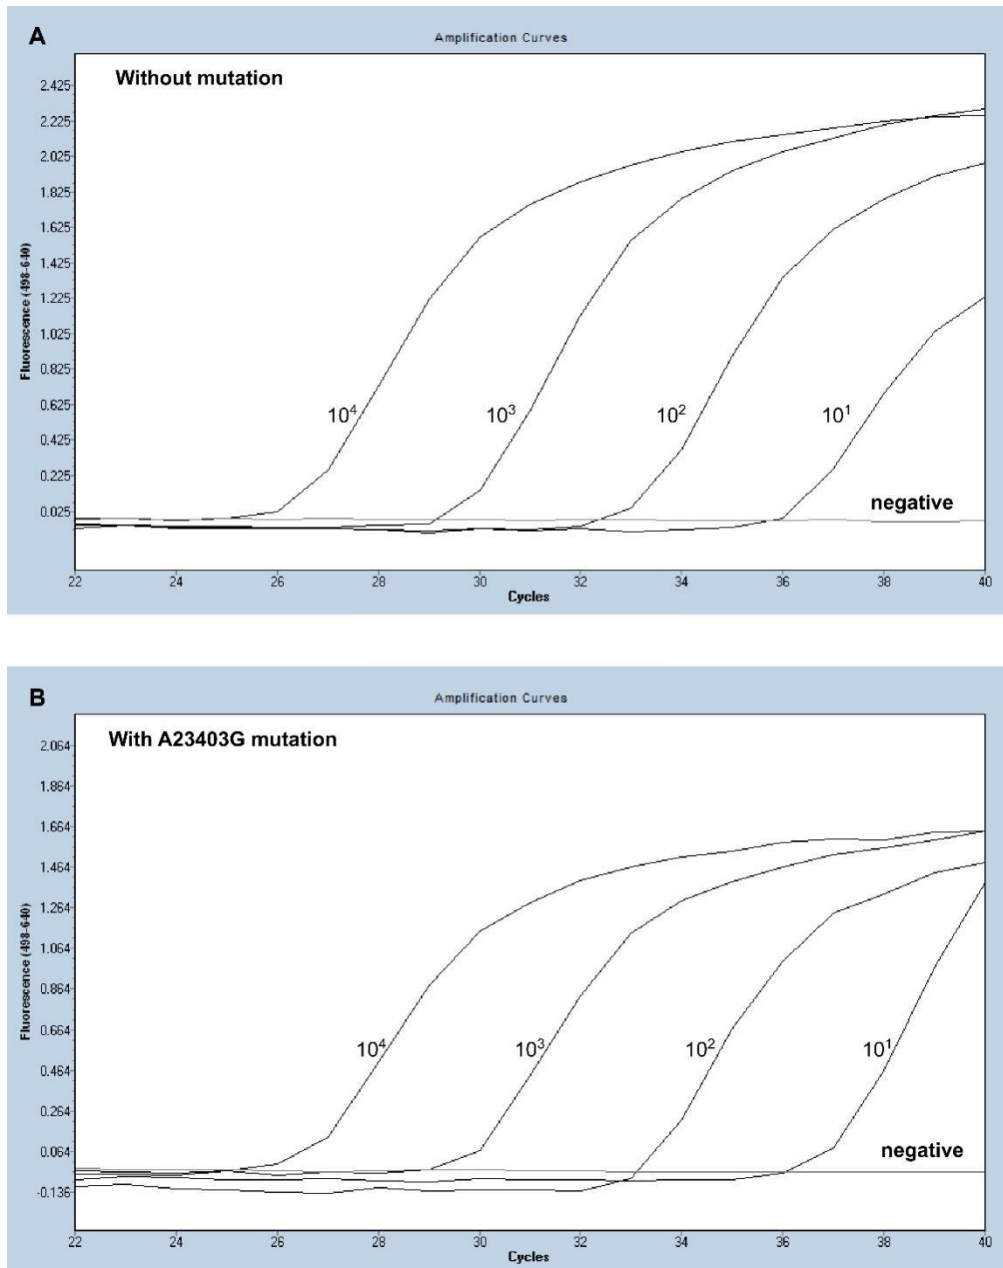 A
Amplification Curves
Without mutation
2.425
2.225
2.025
1.825
1.625
1.425
1.225
1.025
0.825
0.625
0.425
0.225
0.025
Fluorescence (498-640)
10⁴
10³
10²
10¹
negative
22 24 26 28 30 32 34 36 38 40
Cycles
B
Amplification Curves
With A23403G mutation
2.064
1.864
1.664
1.464
1.264
1.064
0.864
0.664
0.464
0.264
0.064
-0.136
Fluorescence (498-640)
10⁴
10³
10²
10¹
negative
22 24 26 28 30 32 34 36 38 40
Cycles